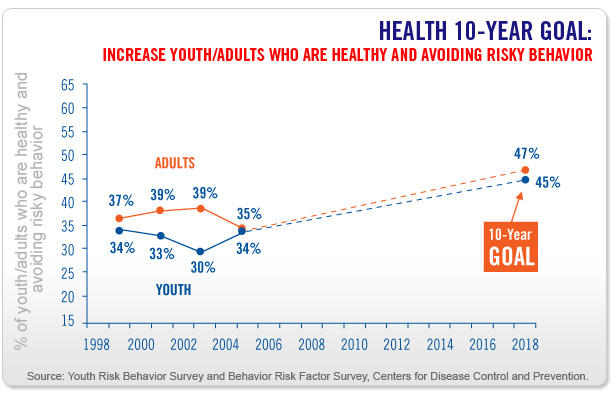 HEALTH 10-YEAR GOAL:
INCREASE YOUTH/ADULTS WHO ARE HEALTHY AND AVOIDING RISKY BEHAVIOR
% of youth/adults who are healthy and
avoiding risky behavior
65
60
55
50
45
40
35
30
25
20
15
ADULTS
37%
39%
39%
35%
47%
45%
34%
33%
30%
34%
YOUTH
10-Year
GOAL
1998 2000 2002 2004 2006 2008 2010 2012 2014 2016 2018
Source: Youth Risk Behavior Survey and Behavior Risk Factor Survey, Centers for Disease Control and Prevention.